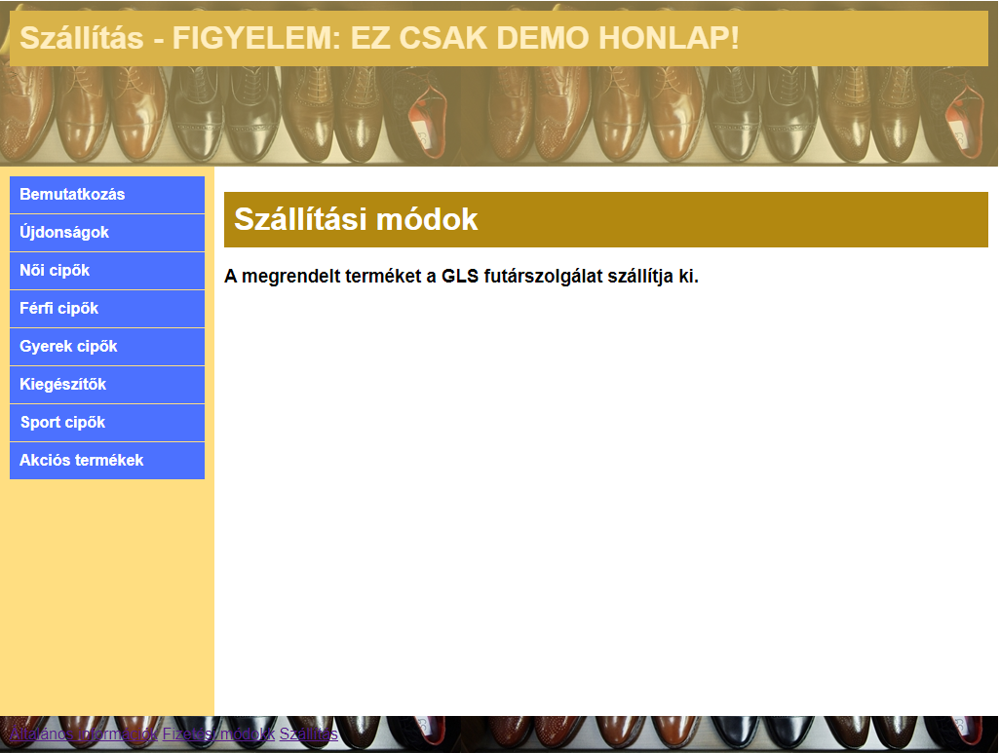 Szállítás - FIGYELEM: EZ CSAK DEMO HONLAP!
Bemutatkozás
Újdonságok
Női cipők
Férfi cipők
Gyerek cipők
Kiegészítők
Sport cipők
Akciós termékek
Szállítási módok
A megrendelt terméket a GLS futárszolgálat szállítja ki.
Általános információk Fizetési módokk Szállítás